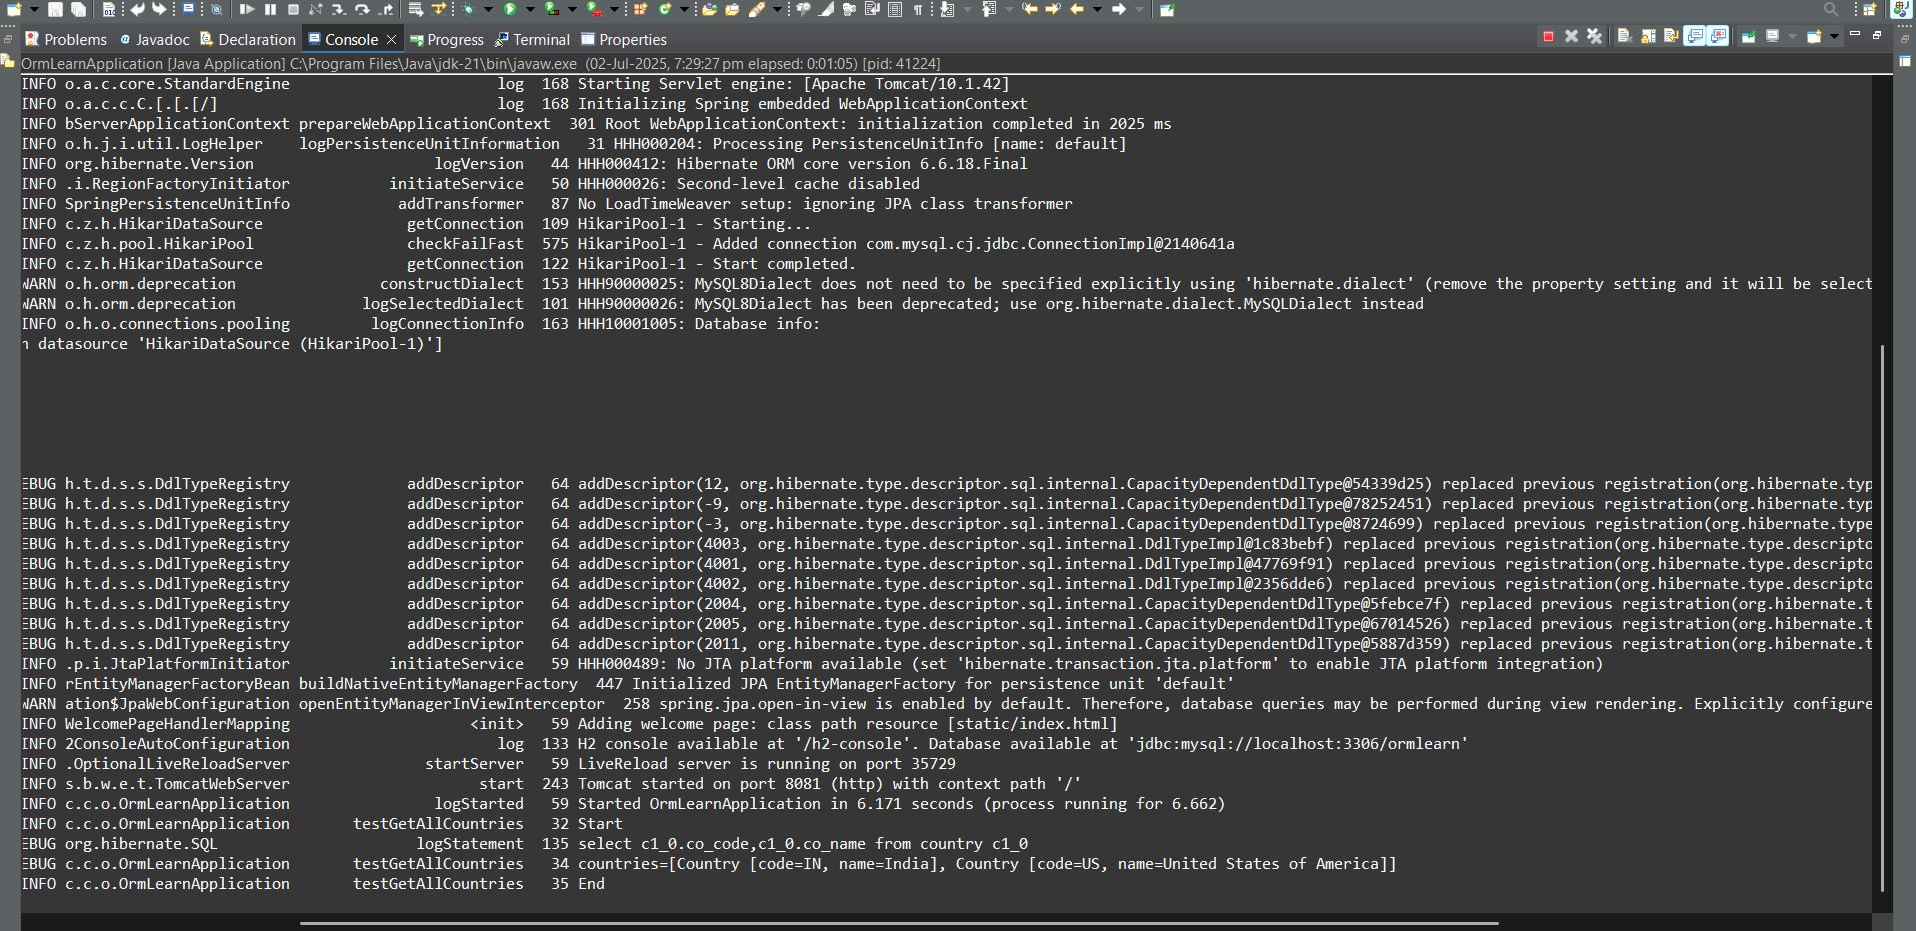 Problems Javadoc Declaration Console Progress Terminal Properties
OrmLearnApplication [Java Application] C:\Program Files\Java\jdk-21\bin\javaw.exe (02-Jul-2025, 7:29:27 pm elapsed: 0:01:05) [pid: 41224]
INFO o.a.c.core.StandardEngine log 168 Starting Servlet engine: [Apache Tomcat/10.1.42]
INFO o.a.c.c.C.[.[.[/] log 168 Initializing Spring embedded WebApplicationContext
INFO bServerApplicationContext prepareWebApplicationContext 301 Root WebApplicationContext: initialization completed in 2025 ms
INFO o.h.j.i.util.LogHelper logPersistenceUnitInformation 31 HHH000204: Processing PersistenceUnitInfo [name: default]
INFO org.hibernate.Version logVersion 44 HHH000412: Hibernate ORM core version 6.6.18.Final
INFO .i.RegionFactoryInitiator initiateService 50 HHH000026: Second-level cache disabled
INFO SpringPersistenceUnitInfo addTransformer 87 No LoadTimeWeaver setup: ignoring JPA class transformer
INFO c.z.h.HikariDataSource getConnection 109 HikariPool-1 - Starting...
INFO c.z.h.pool.HikariPool checkFailFast 575 HikariPool-1 - Added connection com.mysql.cj.jdbc.ConnectionImpl@2140641a
INFO c.z.h.HikariDataSource getConnection 122 HikariPool-1 - Start completed.
WARN o.h.orm.deprecation constructDialect 153 HHH90000025: MySQL8Dialect does not need to be specified explicitly using 'hibernate.dialect' (remove the property setting and it will be select
WARN o.h.orm.deprecation logSelectedDialect 101 HHH90000026: MySQL8Dialect has been deprecated; use org.hibernate.dialect.MySQLDialect instead
INFO o.h.o.connections.pooling logConnectionInfo 163 HHH10001005: Database info:
n datasource 'HikariDataSource (HikariPool-1)']
EBUG h.t.d.s.s.DdlTypeRegistry addDescriptor 64 addDescriptor(12, org.hibernate.type.descriptor.sql.internal.CapacityDependentDdlType@54339d25) replaced previous registration(org.hibernate.typ
EBUG h.t.d.s.s.DdlTypeRegistry addDescriptor 64 addDescriptor(-9, org.hibernate.type.descriptor.sql.internal.CapacityDependentDdlType@78252451) replaced previous registration(org.hibernate.typ
EBUG h.t.d.s.s.DdlTypeRegistry addDescriptor 64 addDescriptor(-3, org.hibernate.type.descriptor.sql.internal.CapacityDependentDdlType@8724699) replaced previous registration(org.hibernate.type
EBUG h.t.d.s.s.DdlTypeRegistry addDescriptor 64 addDescriptor(4003, org.hibernate.type.descriptor.sql.internal.DdlTypeImpl@1c83bebf) replaced previous registration(org.hibernate.type.descripto
EBUG h.t.d.s.s.DdlTypeRegistry addDescriptor 64 addDescriptor(4001, org.hibernate.type.descriptor.sql.internal.DdlTypeImpl@47769f91) replaced previous registration(org.hibernate.type.descripto
EBUG h.t.d.s.s.DdlTypeRegistry addDescriptor 64 addDescriptor(4002, org.hibernate.type.descriptor.sql.internal.DdlTypeImpl@2356dde6) replaced previous registration(org.hibernate.type.descripto
EBUG h.t.d.s.s.DdlTypeRegistry addDescriptor 64 addDescriptor(2004, org.hibernate.type.descriptor.sql.internal.CapacityDependentDdlType@5febce7f) replaced previous registration(org.hibernate.t
EBUG h.t.d.s.s.DdlTypeRegistry addDescriptor 64 addDescriptor(2005, org.hibernate.type.descriptor.sql.internal.CapacityDependentDdlType@67014526) replaced previous registration(org.hibernate.t
EBUG h.t.d.s.s.DdlTypeRegistry addDescriptor 64 addDescriptor(2011, org.hibernate.type.descriptor.sql.internal.CapacityDependentDdlType@5887d359) replaced previous registration(org.hibernate.t
INFO .p.i.JtaPlatformInitiator initiateService 59 HHH000489: No JTA platform available (set 'hibernate.transaction.jta.platform' to enable JTA platform integration)
INFO rEntityManagerFactoryBean buildNativeEntityManagerFactory 447 Initialized JPA EntityManagerFactory for persistence unit 'default'
WARN ation$JpaWebConfiguration openEntityManagerInViewInterceptor 258 spring.jpa.open-in-view is enabled by default. Therefore, database queries may be performed during view rendering. Explicitly configure
INFO WelcomePageHandlerMapping <init> 59 Adding welcome page: class path resource [static/index.html]
INFO 2ConsoleAutoConfiguration log 133 H2 console available at '/h2-console'. Database available at 'jdbc:mysql://localhost:3306/ormlearn'
INFO .OptionalLiveReloadServer startServer 59 LiveReload server is running on port 35729
INFO s.b.w.e.t.TomcatWebServer start 243 Tomcat started on port 8081 (http) with context path '/'
INFO c.c.o.OrmLearnApplication logStarted 59 Started OrmLearnApplication in 6.171 seconds (process running for 6.662)
INFO c.c.o.OrmLearnApplication testGetAllCountries 32 Start
EBUG org.hibernate.SQL logStatement 135 select c1_0.co_code,c1_0.co_name from country c1_0
EBUG c.c.o.OrmLearnApplication testGetAllCountries 34 countries=[Country [code=IN, name=India], Country [code=US, name=United States of America]]
INFO c.c.o.OrmLearnApplication testGetAllCountries 35 End